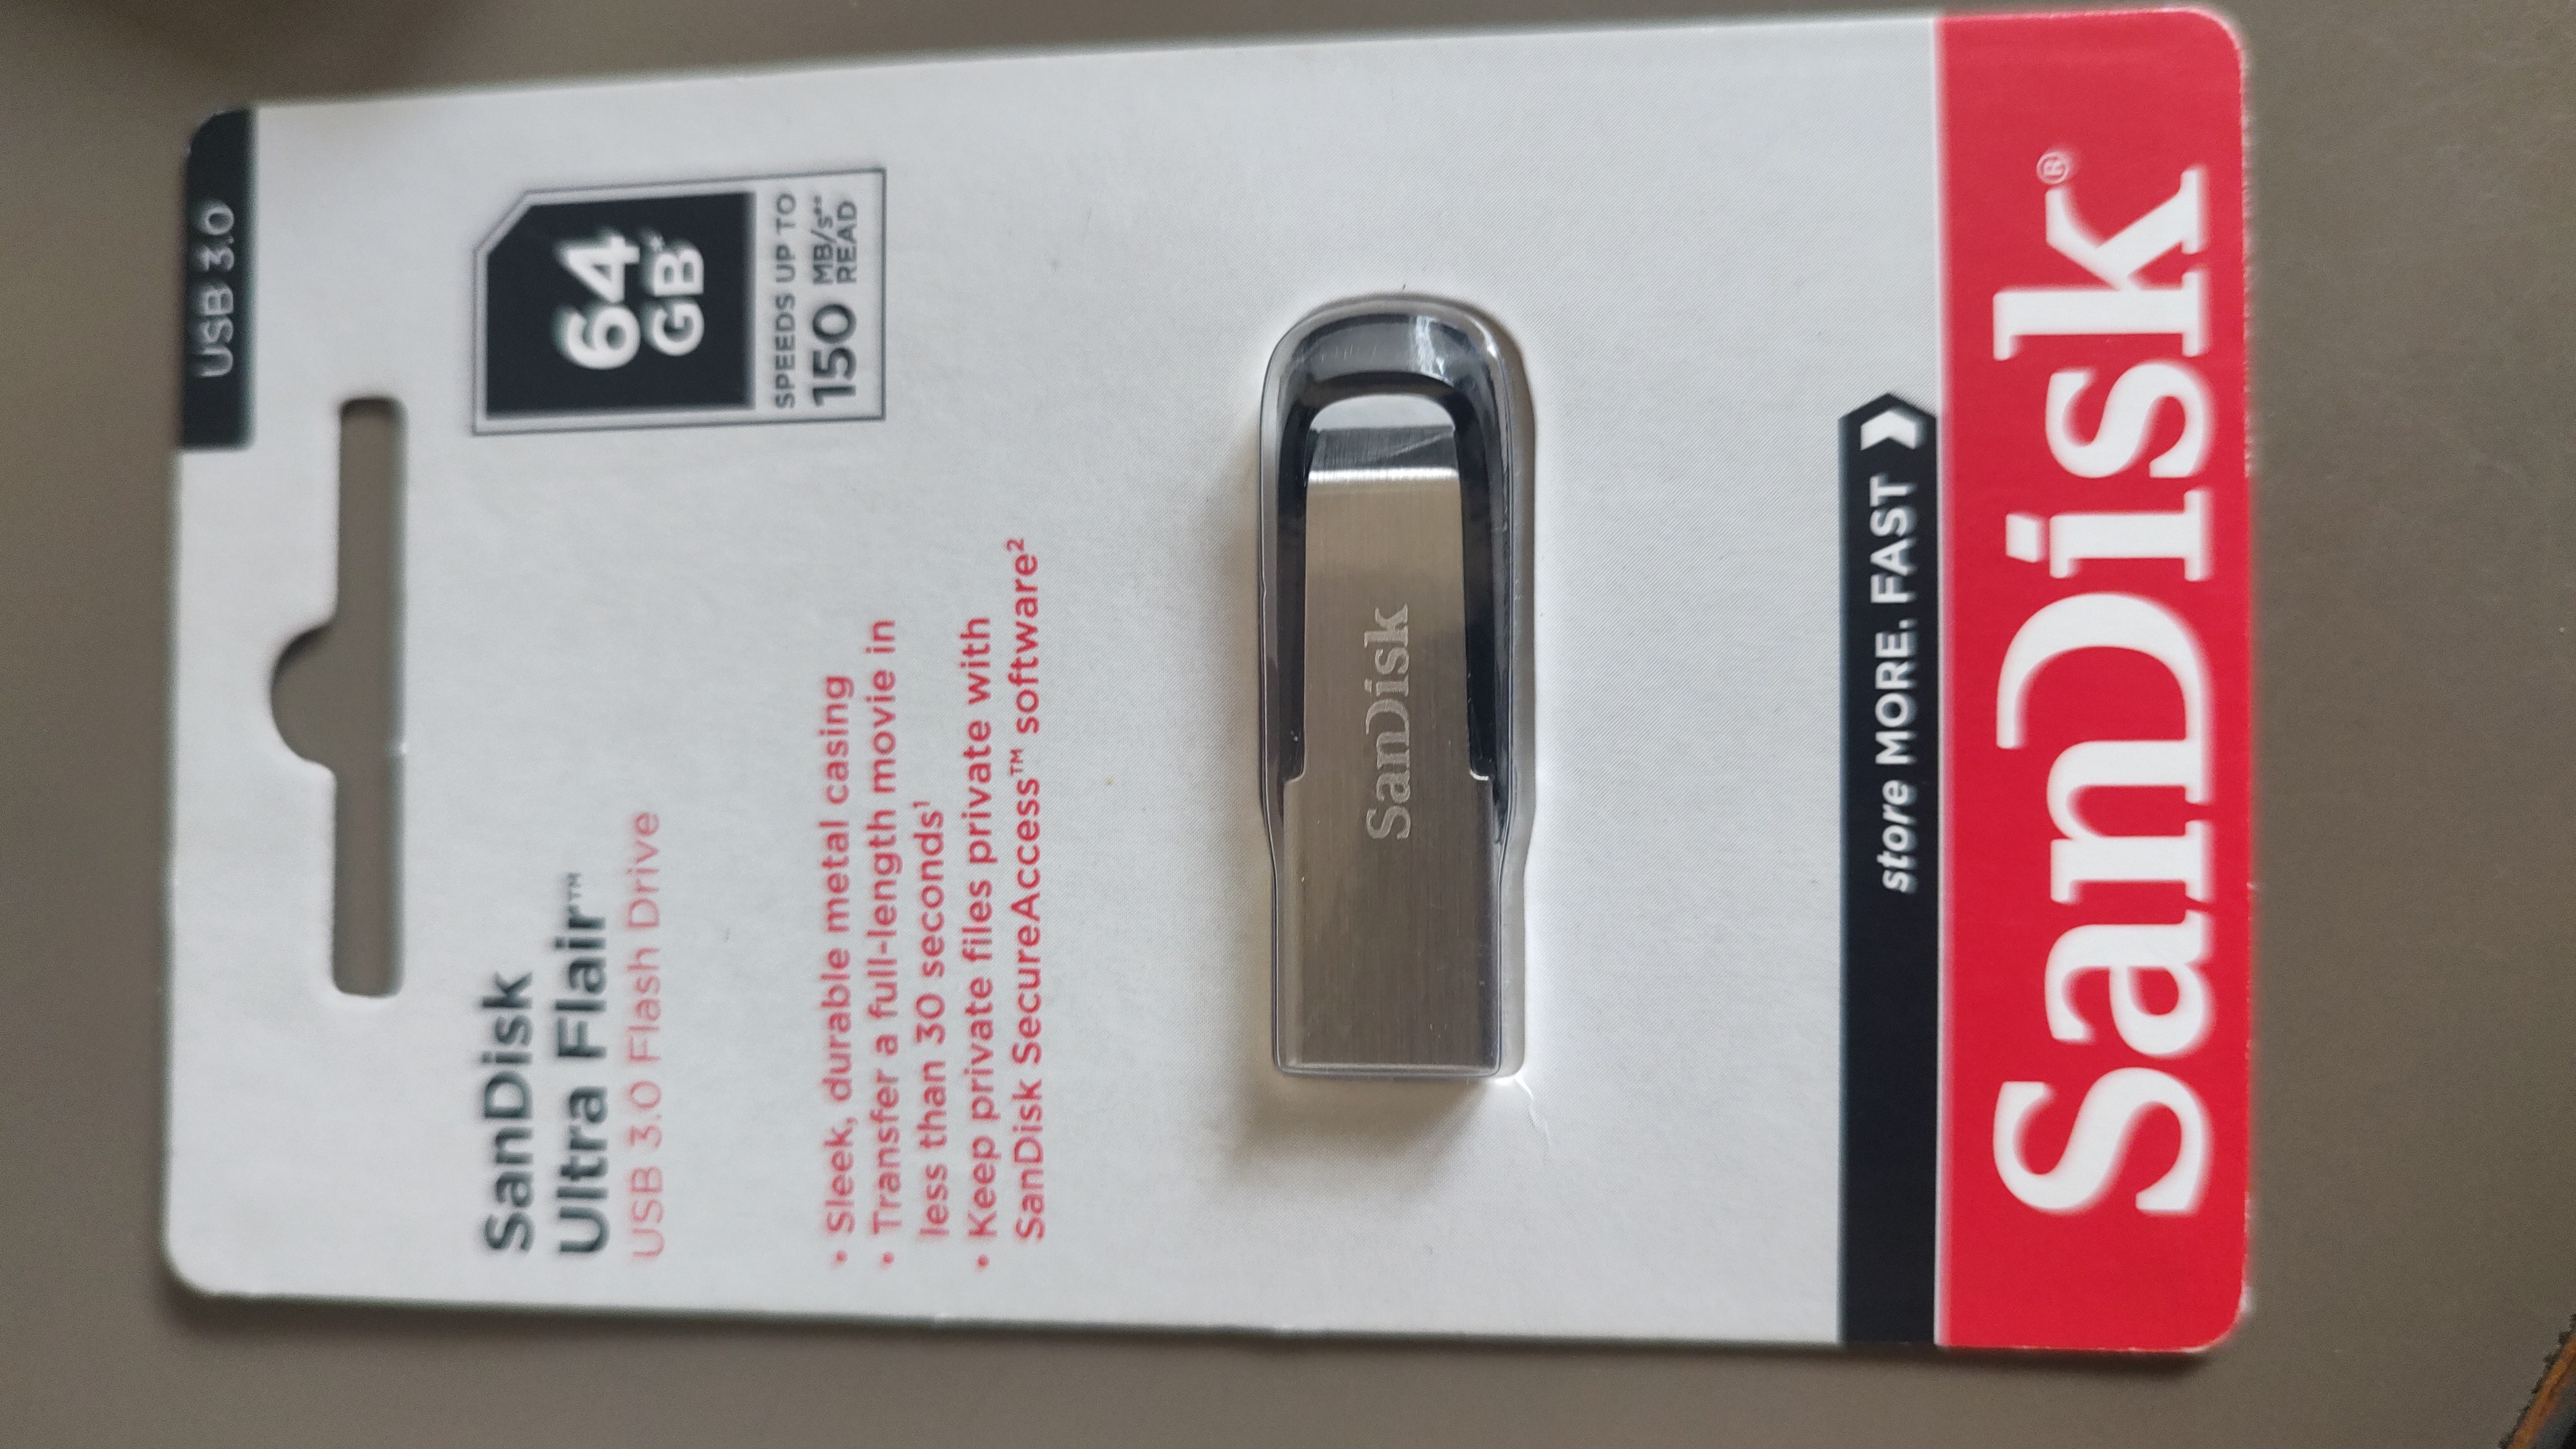 USB 3.0
SanDisk
Ultra Flair™
USB 3.0 Flash Drive
64
GB*
SPEEDS UP TO
150 MB/s**
READ
• Sleek, durable metal casing
• Transfer a full-length movie in
less than 30 seconds¹
• Keep private files private with
SanDisk SecureAccess™ software²
SanDisk
store MORE. FAST
SanDisk®